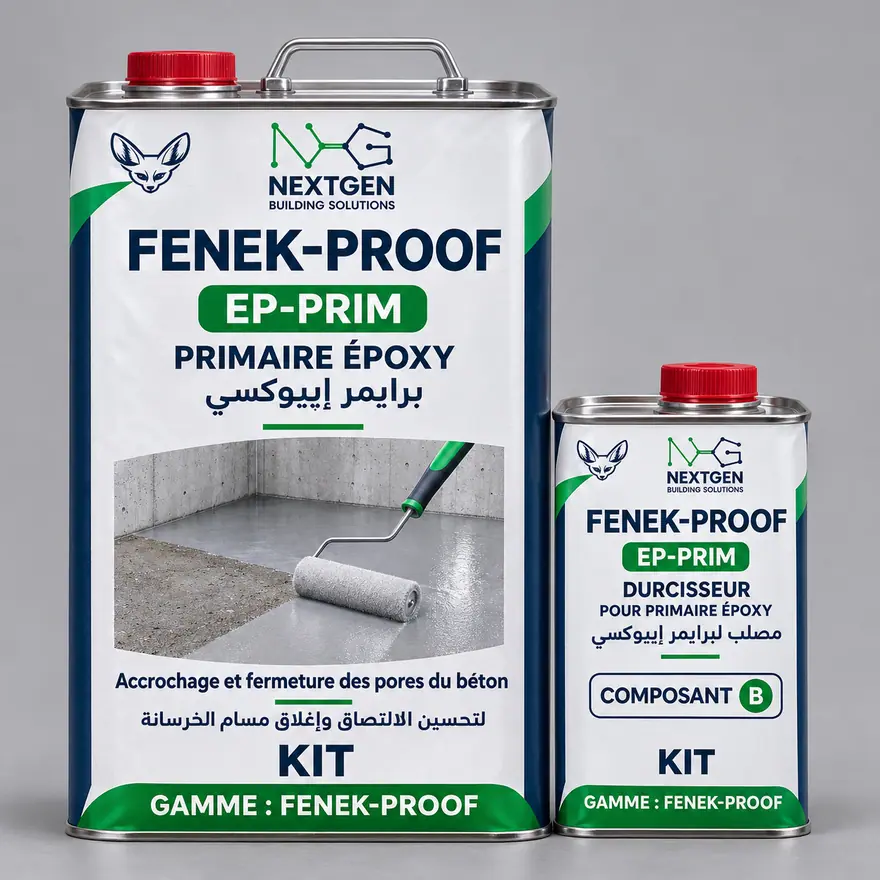 NEXTGEN
BUILDING SOLUTIONS
FENEK-PROOF
EP-PRIM
PRIMAIRE ÉPOXY
برايمر إيبوكسي
Accrochage et fermeture des pores du béton
لتحسين الالتصاق وإغلاق مسام الخرسانة
KIT
GAMME : FENEK-PROOF
NEXTGEN
BUILDING SOLUTIONS
FENEK-PROOF
EP-PRIM
DURCISSEUR
POUR PRIMAIRE ÉPOXY
مصلب لبرايمر إيبوكسي
COMPOSANT B
KIT
GAMME : FENEK-PROOF